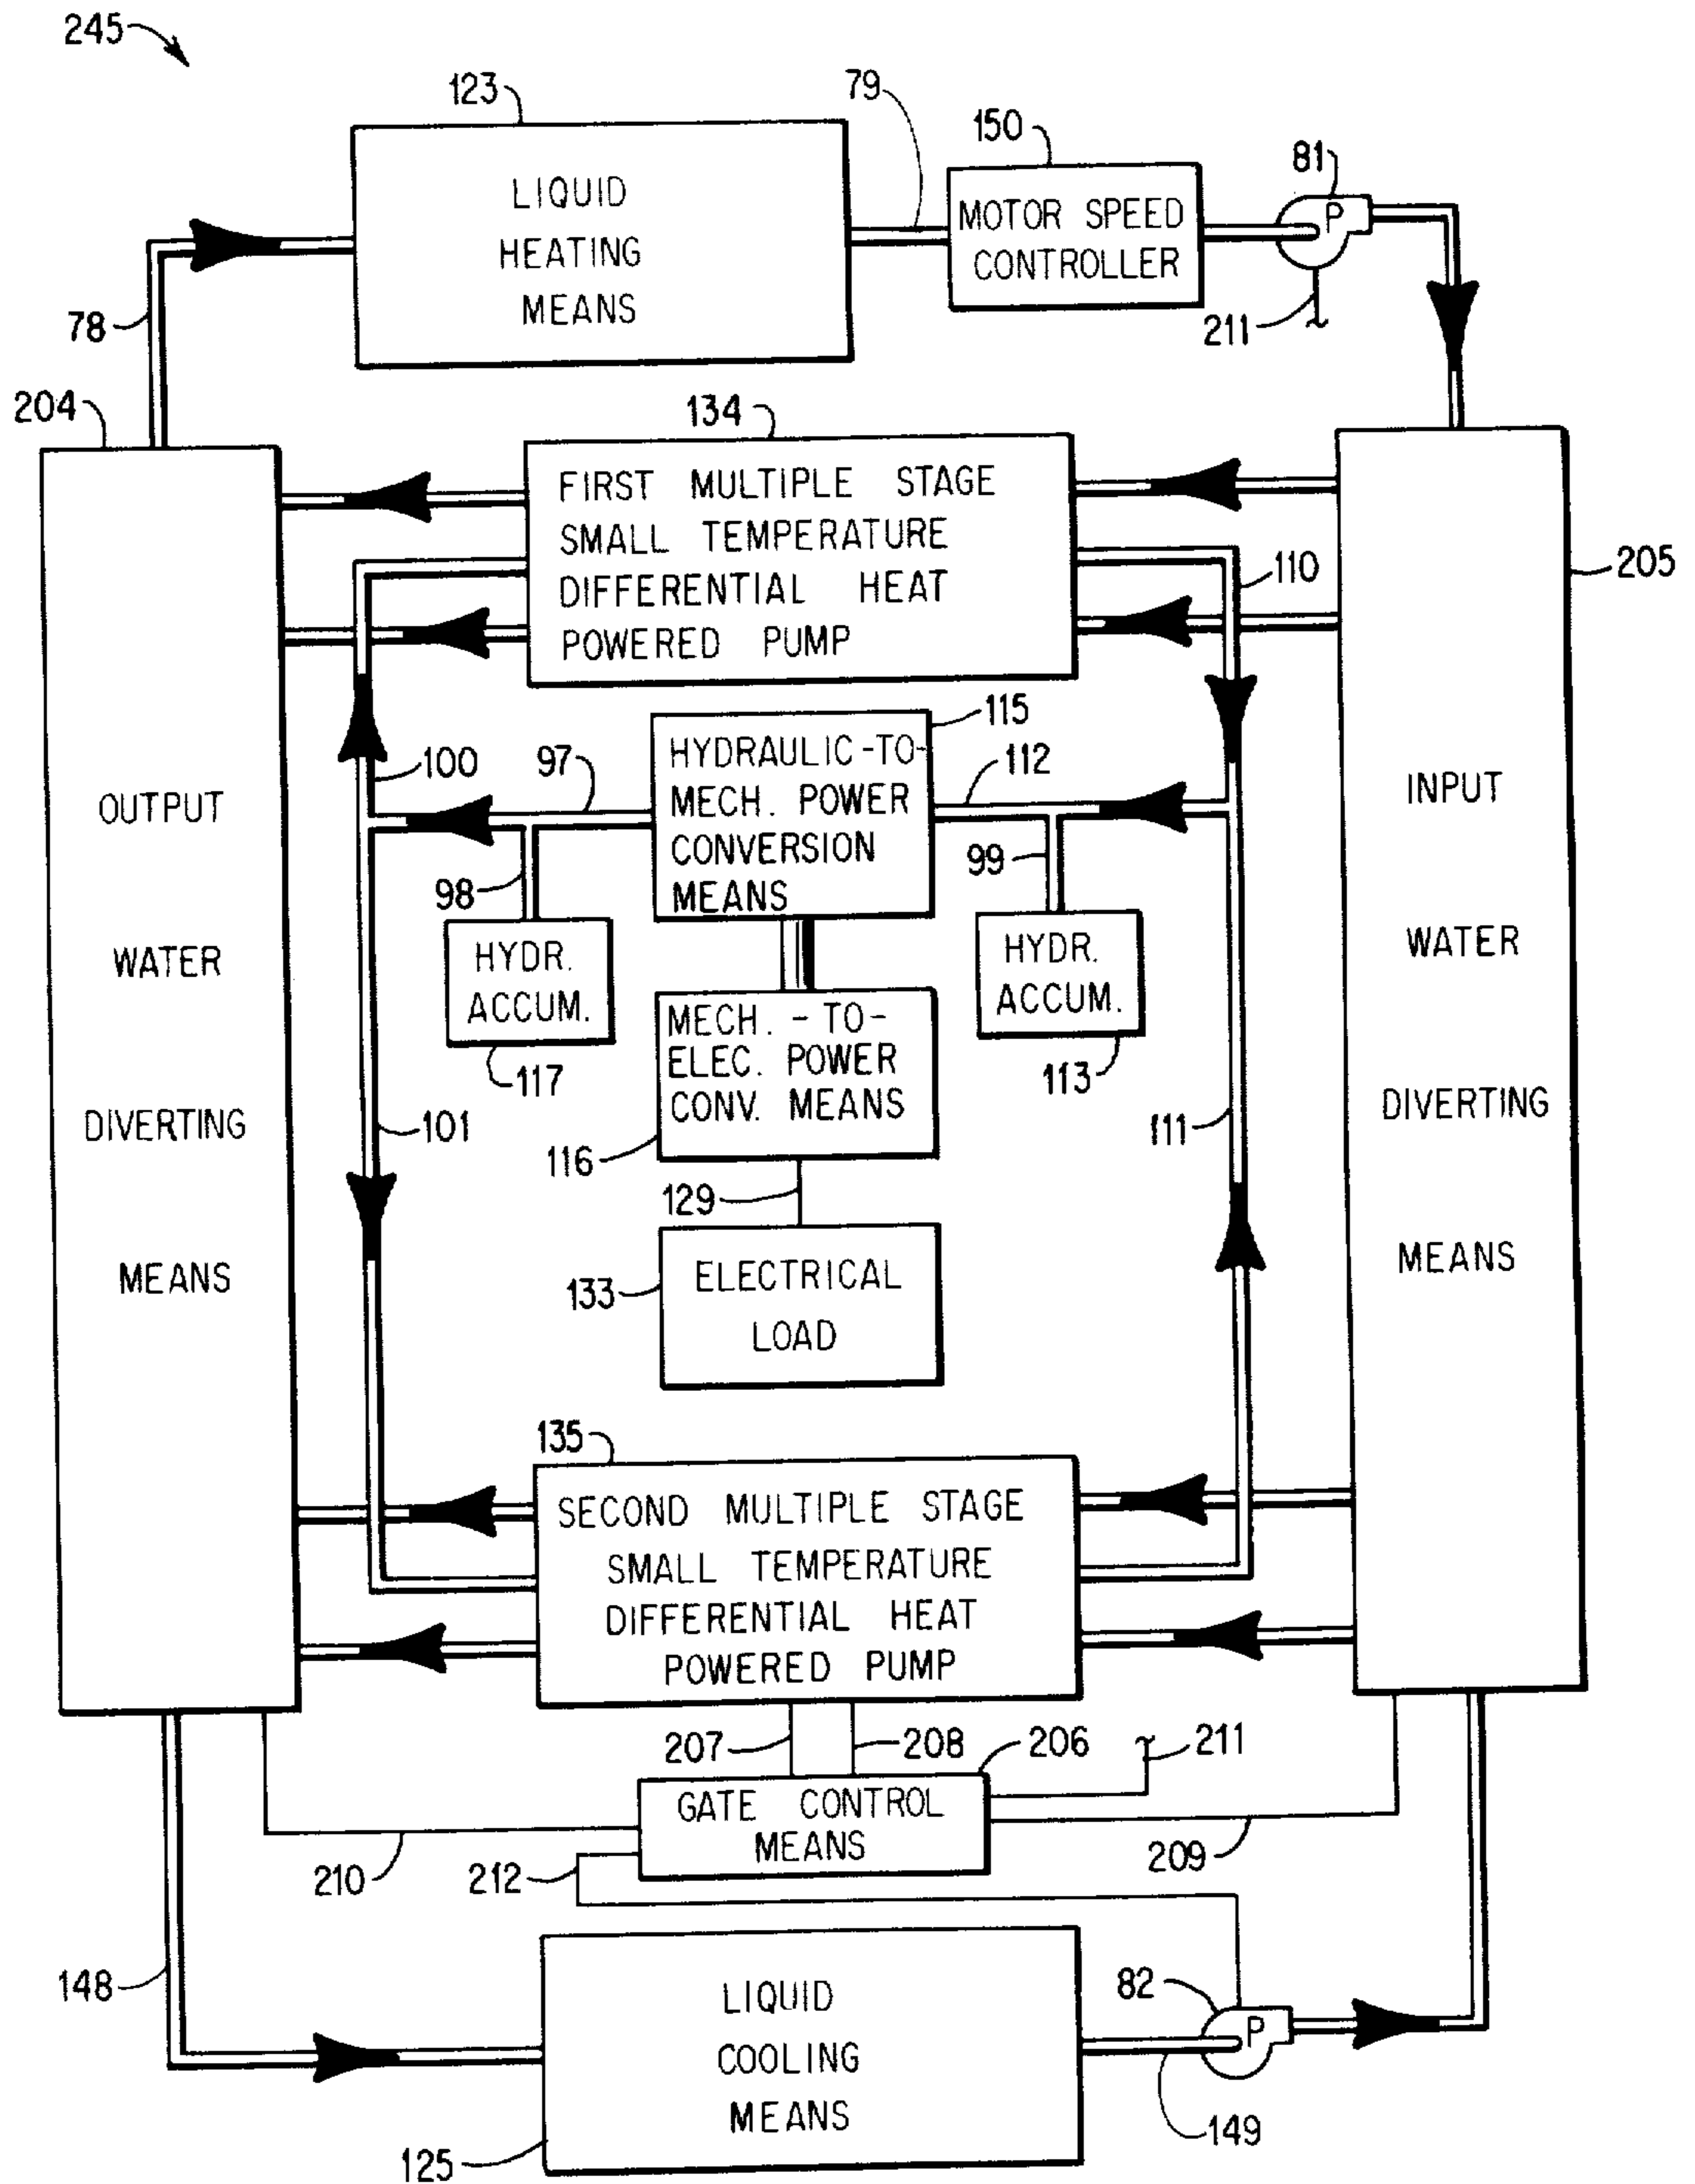 245
123
79
150
81
LIQUID
HEATING
MEANS
MOTOR SPEED
CONTROLLER
P
211
78
204
134
205
FIRST MULTIPLE STAGE
SMALL TEMPERATURE
DIFFERENTIAL HEAT
POWERED PUMP
110
100
97
115
112
HYDRAULIC-TO-
MECH. POWER
CONVERSION
MEANS
98
99
OUTPUT
WATER
DIVERTING
MEANS
INPUT
WATER
DIVERTING
MEANS
HYDR.
ACCUM.
117
HYDR.
ACCUM.
113
MECH. -TO-
ELEC. POWER
CONV. MEANS
101
116
111
129
133
ELECTRICAL
LOAD
135
SECOND MULTIPLE STAGE
SMALL TEMPERATURE
DIFFERENTIAL HEAT
POWERED PUMP
207
208
206
211
GATE CONTROL
MEANS
210
212
209
148
LIQUID
COOLING
MEANS
82
P
149
125